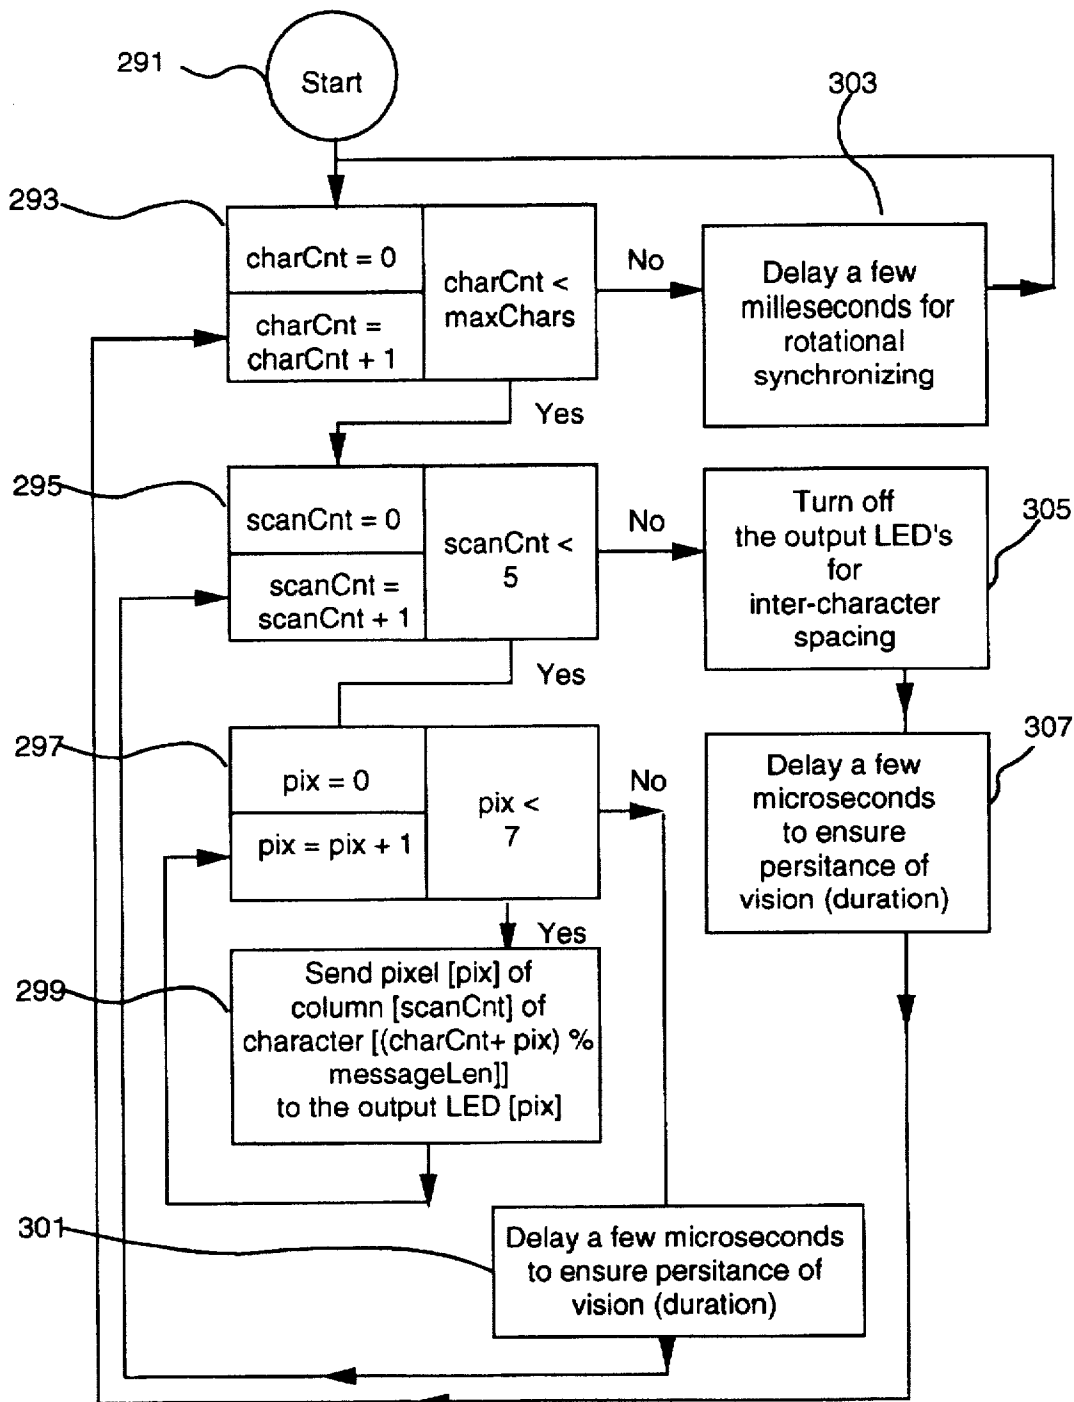 291
Start
303
293
charCnt = 0
charCnt =
charCnt + 1
charCnt <
maxChars
No
Delay a few
milleseconds for
rotational
synchronizing
Yes
295
scanCnt = 0
scanCnt =
scanCnt + 1
scanCnt <
5
No
Turn off
the output LED's
for
inter-character
spacing
305
Yes
297
pix = 0
pix = pix + 1
pix <
7
No
Delay a few
microseconds
to ensure
persitance of
vision (duration)
307
Yes
299
Send pixel [pix] of
column [scanCnt] of
character [(charCnt+ pix) %
messageLen]]
to the output LED [pix]
301
Delay a few microseconds
to ensure persitance of
vision (duration)